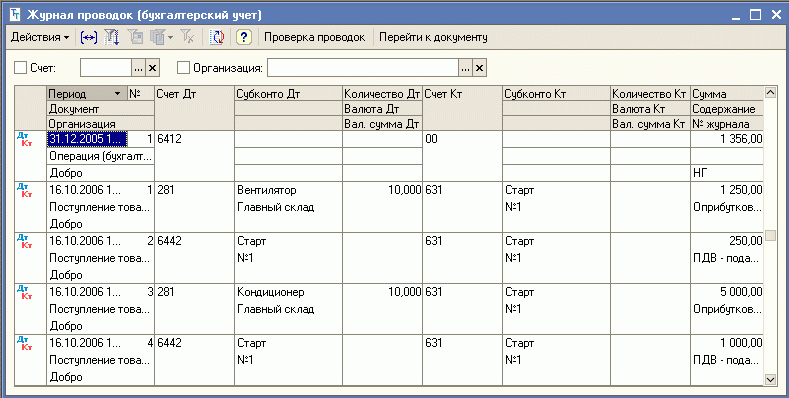 Журнал проводок (бухгалтерский учет)
Действия Проверка проводок Перейти к документу
Счет: ... × Организация: ... ×
Период № Счет Дт Субконто Дт Количество Дт Счет Кт Субконто Кт Количество Кт Сумма
Документ Валюта Дт Валюта Кт Содержание
Организация Вал. сумма Дт Вал. сумма Кт № журнала
Дт Кт 31.12.2005 1... 1 6412 00 1 356,00
Операция (бухгалт...
Добро НГ
Дт Кт 16.10.2006 1... 1 281 Вентилятор 10,000 631 Старт 1 250,00
Поступление това... Главный склад №1 Оприбутков...
Добро
Дт Кт 16.10.2006 1... 2 6442 Старт 631 Старт 250,00
Поступление това... №1 №1 ПДВ - пода...
Добро
Дт Кт 16.10.2006 1... 3 281 Кондиционер 10,000 631 Старт 5 000,00
Поступление това... Главный склад №1 Оприбутков...
Добро
Дт Кт 16.10.2006 1... 4 6442 Старт 631 Старт 1 000,00
Поступление това... №1 №1 ПДВ - пода...
Добро